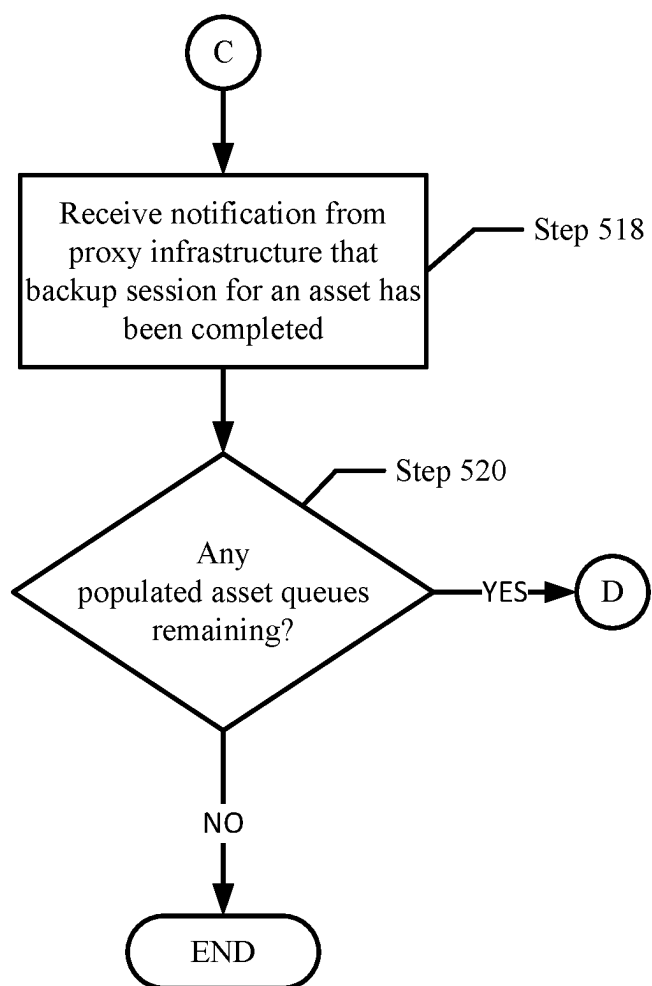 C
Receive notification from
proxy infrastructure that
backup session for an asset has
been completed
Step 518
Step 520
Any
populated asset queues
remaining?
YES
D
NO
END